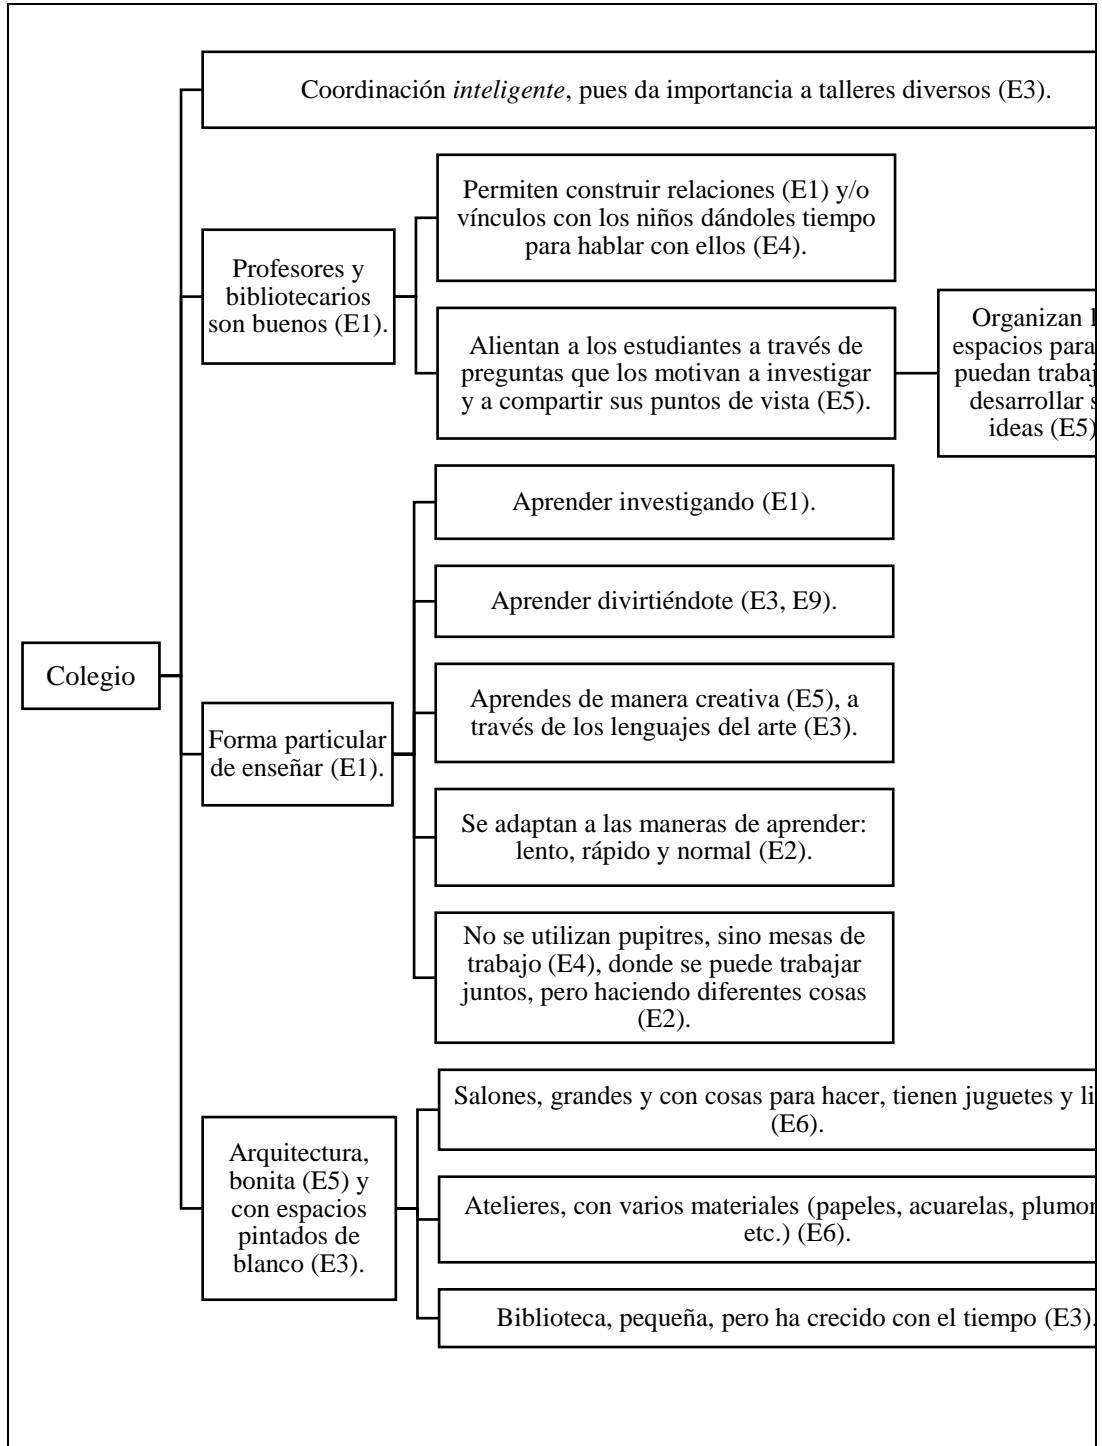 Coordinación inteligente, pues da importancia a talleres diversos (E3).
Permiten construir relaciones (E1) y/o
vínculos con los niños dándoles tiempo
para hablar con ellos (E4).
Profesores y
bibliotecarios
son buenos (E1).
Alientan a los estudiantes a través de
preguntas que los motivan a investigar
y a compartir sus puntos de vista (E5).
Organizan
espacios para
puedan
desarrollar
ideas (E5)
Aprender investigando (E1).
Aprender divirtiéndote (E3, E9).
Colegio
Aprendes de manera creativa (E5), a
través de los lenguajes del arte (E3).
Forma particular
de enseñar (E1).
Se adaptan a las maneras de aprender:
lento, rápido y normal (E2).
No se utilizan pupitres, sino mesas de
trabajo (E4), donde se puede trabajar
juntos, pero haciendo diferentes cosas
(E2).
Salones, grandes y con cosas para hacer, tienen juguetes y
(E6).
Arquitectura,
bonita (E5) y
con espacios
pintados de
blanco (E3).
Atelieres, con varios materiales (papeles, acuarelas,
etc.) (E6).
Biblioteca, pequeña, pero ha crecido con el tiempo (E3).